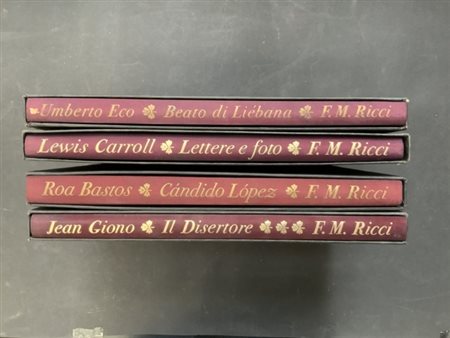 Umberto Eco Beato di Liébana F. M. Ricci
Lewis Carroll Lettere e foto F. M. Ricci
Roa Bastos Cándido López F. M. Ricci
Jean Giono Il Disertore F. M. Ricci